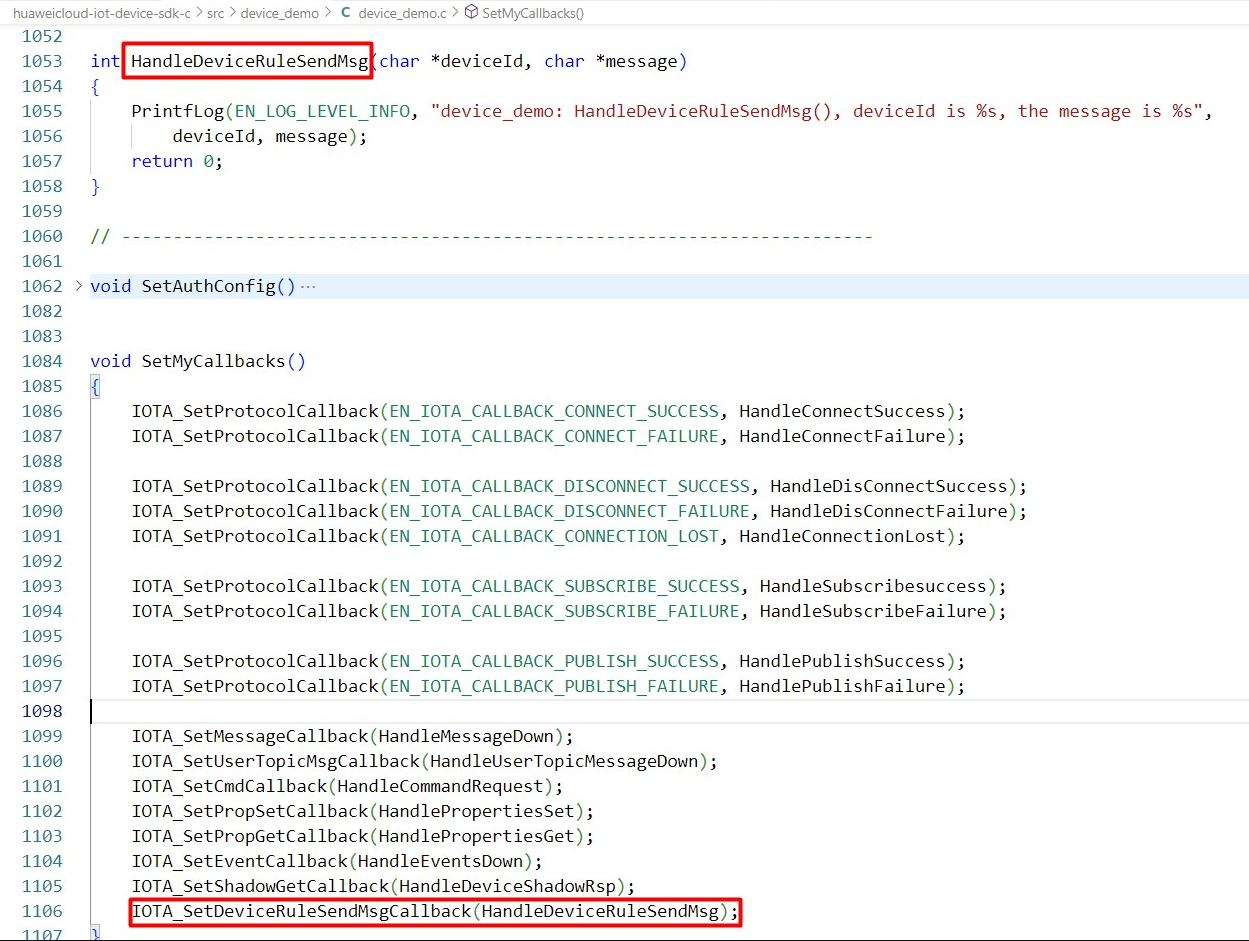 huaweicloud-iot-device-sdk-c > src > device_demo > C device_demo.c > SetMyCallbacks()
1052
1053 int HandleDeviceRuleSendMsg(char *deviceId, char *message)
1054 {
1055 PrintfLog(EN_LOG_LEVEL_INFO, "device_demo: HandleDeviceRuleSendMsg(), deviceId is %s, the message is %s",
1056 deviceId, message);
1057 return 0;
1058 }
1059
1060 // -------------------------------------------------------------------------
1061
1062 > void SetAuthConfig() ···
1082
1083
1084 void SetMyCallbacks()
1085 {
1086 IOTA_SetProtocolCallback(EN_IOTA_CALLBACK_CONNECT_SUCCESS, HandleConnectSuccess);
1087 IOTA_SetProtocolCallback(EN_IOTA_CALLBACK_CONNECT_FAILURE, HandleConnectFailure);
1088
1089 IOTA_SetProtocolCallback(EN_IOTA_CALLBACK_DISCONNECT_SUCCESS, HandleDisConnectSuccess);
1090 IOTA_SetProtocolCallback(EN_IOTA_CALLBACK_DISCONNECT_FAILURE, HandleDisConnectFailure);
1091 IOTA_SetProtocolCallback(EN_IOTA_CALLBACK_CONNECTION_LOST, HandleConnectionLost);
1092
1093 IOTA_SetProtocolCallback(EN_IOTA_CALLBACK_SUBSCRIBE_SUCCESS, HandleSubscribesuccess);
1094 IOTA_SetProtocolCallback(EN_IOTA_CALLBACK_SUBSCRIBE_FAILURE, HandleSubscribeFailure);
1095
1096 IOTA_SetProtocolCallback(EN_IOTA_CALLBACK_PUBLISH_SUCCESS, HandlePublishSuccess);
1097 IOTA_SetProtocolCallback(EN_IOTA_CALLBACK_PUBLISH_FAILURE, HandlePublishFailure);
1098
1099 IOTA_SetMessageCallback(HandleMessageDown);
1100 IOTA_SetUserTopicMsgCallback(HandleUserTopicMessageDown);
1101 IOTA_SetCmdCallback(HandleCommandRequest);
1102 IOTA_SetPropSetCallback(HandlePropertiesSet);
1103 IOTA_SetPropGetCallback(HandlePropertiesGet);
1104 IOTA_SetEventCallback(HandleEventsDown);
1105 IOTA_SetShadowGetCallback(HandleDeviceShadowRsp);
1106 IOTA_SetDeviceRuleSendMsgCallback(HandleDeviceRuleSendMsg);
1107 }